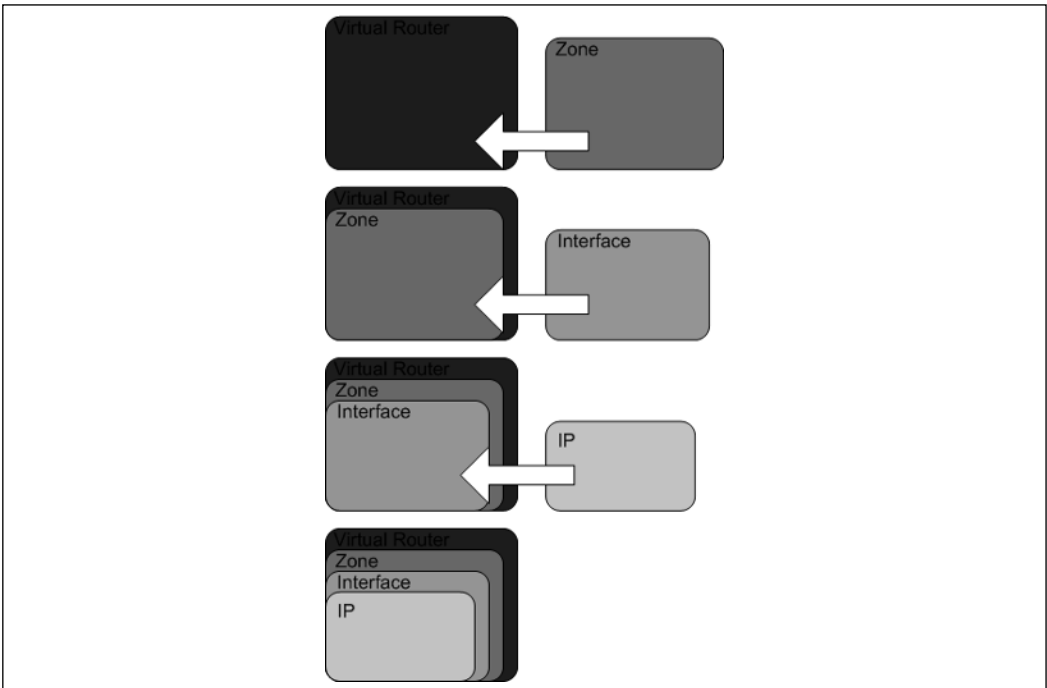 Virtual Router
Zone
Virtual Router
Zone
Interface
Virtual Router
Zone
Interface
IP
Virtual Router
Zone
Interface
IP